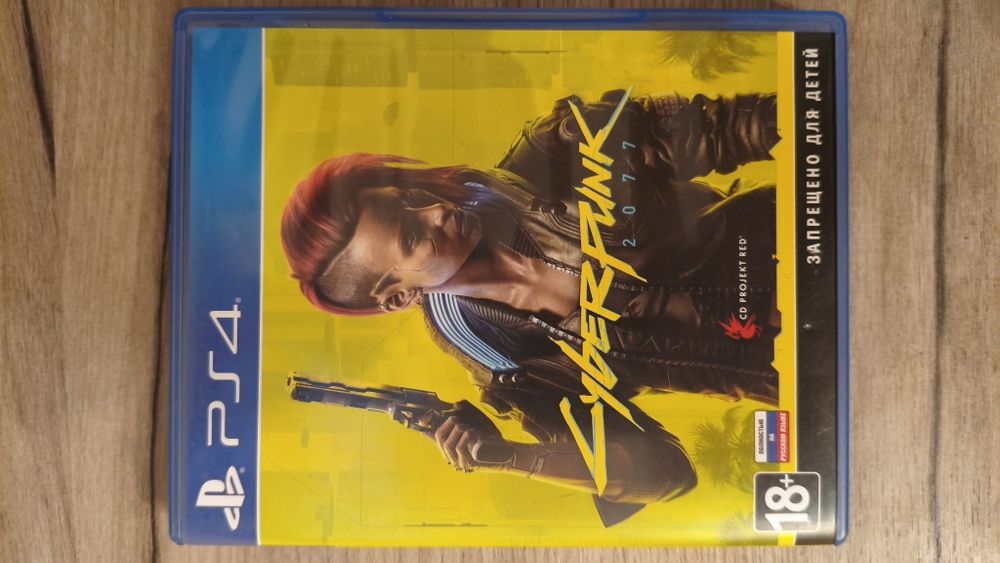 PS4
CYBERPUNK
2077
CD PROJEKT RED®
ПОЛНОСТЬЮ
НА
РУССКОМ ЯЗЫКЕ
18+
ЗАПРЕЩЕНО ДЛЯ ДЕТЕЙ